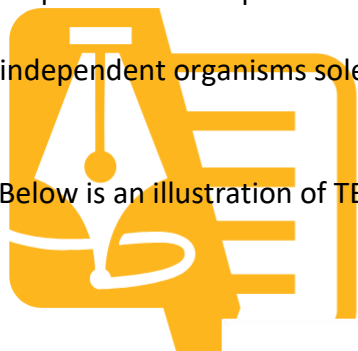 independent organisms sole
Below is an illustration of TE